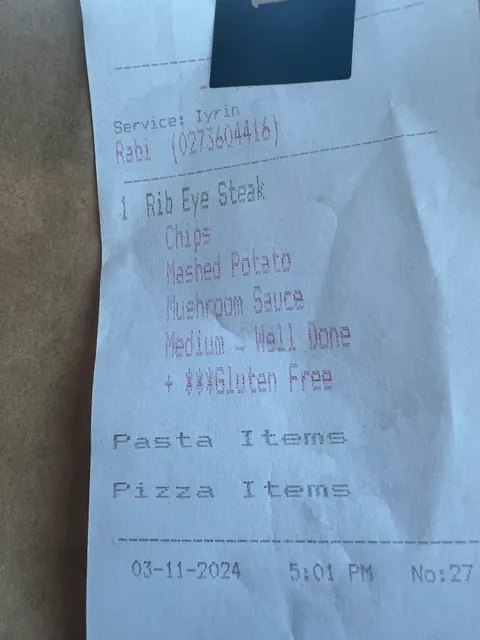 Service: Iyrin
Rabi (0273604416)
1 Rib Eye Steak
Chips
Mashed Potato
Mushroom Sauce
Medium - Well Done
+ ***Gluten Free
Pasta Items
Pizza Items
03-11-2024 5:01 PM No:27